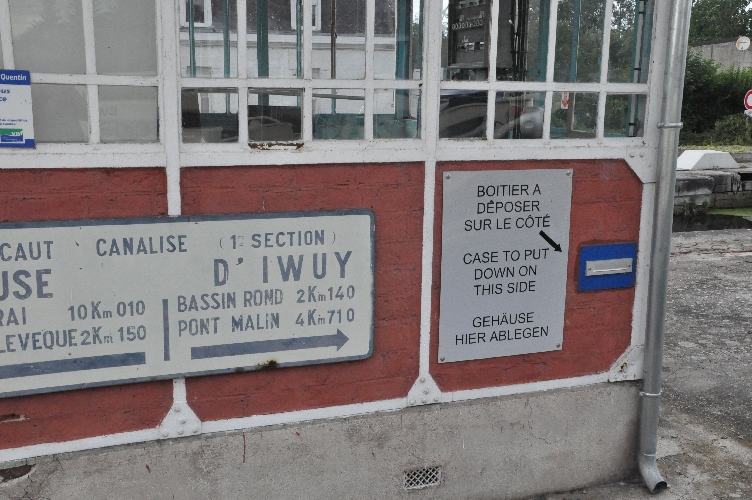 Quentin
CAUT CANALISE (1re SECTION)
USE D'IWUY
RAI 10Km010
LEVEQUE 2Km150
BASSIN ROND 2Km140
PONT MALIN 4Km710
BOITIER A
DÉPOSER
SUR LE CÔTÉ
CASE TO PUT
DOWN ON
THIS SIDE
GEHÄUSE
HIER ABLEGEN